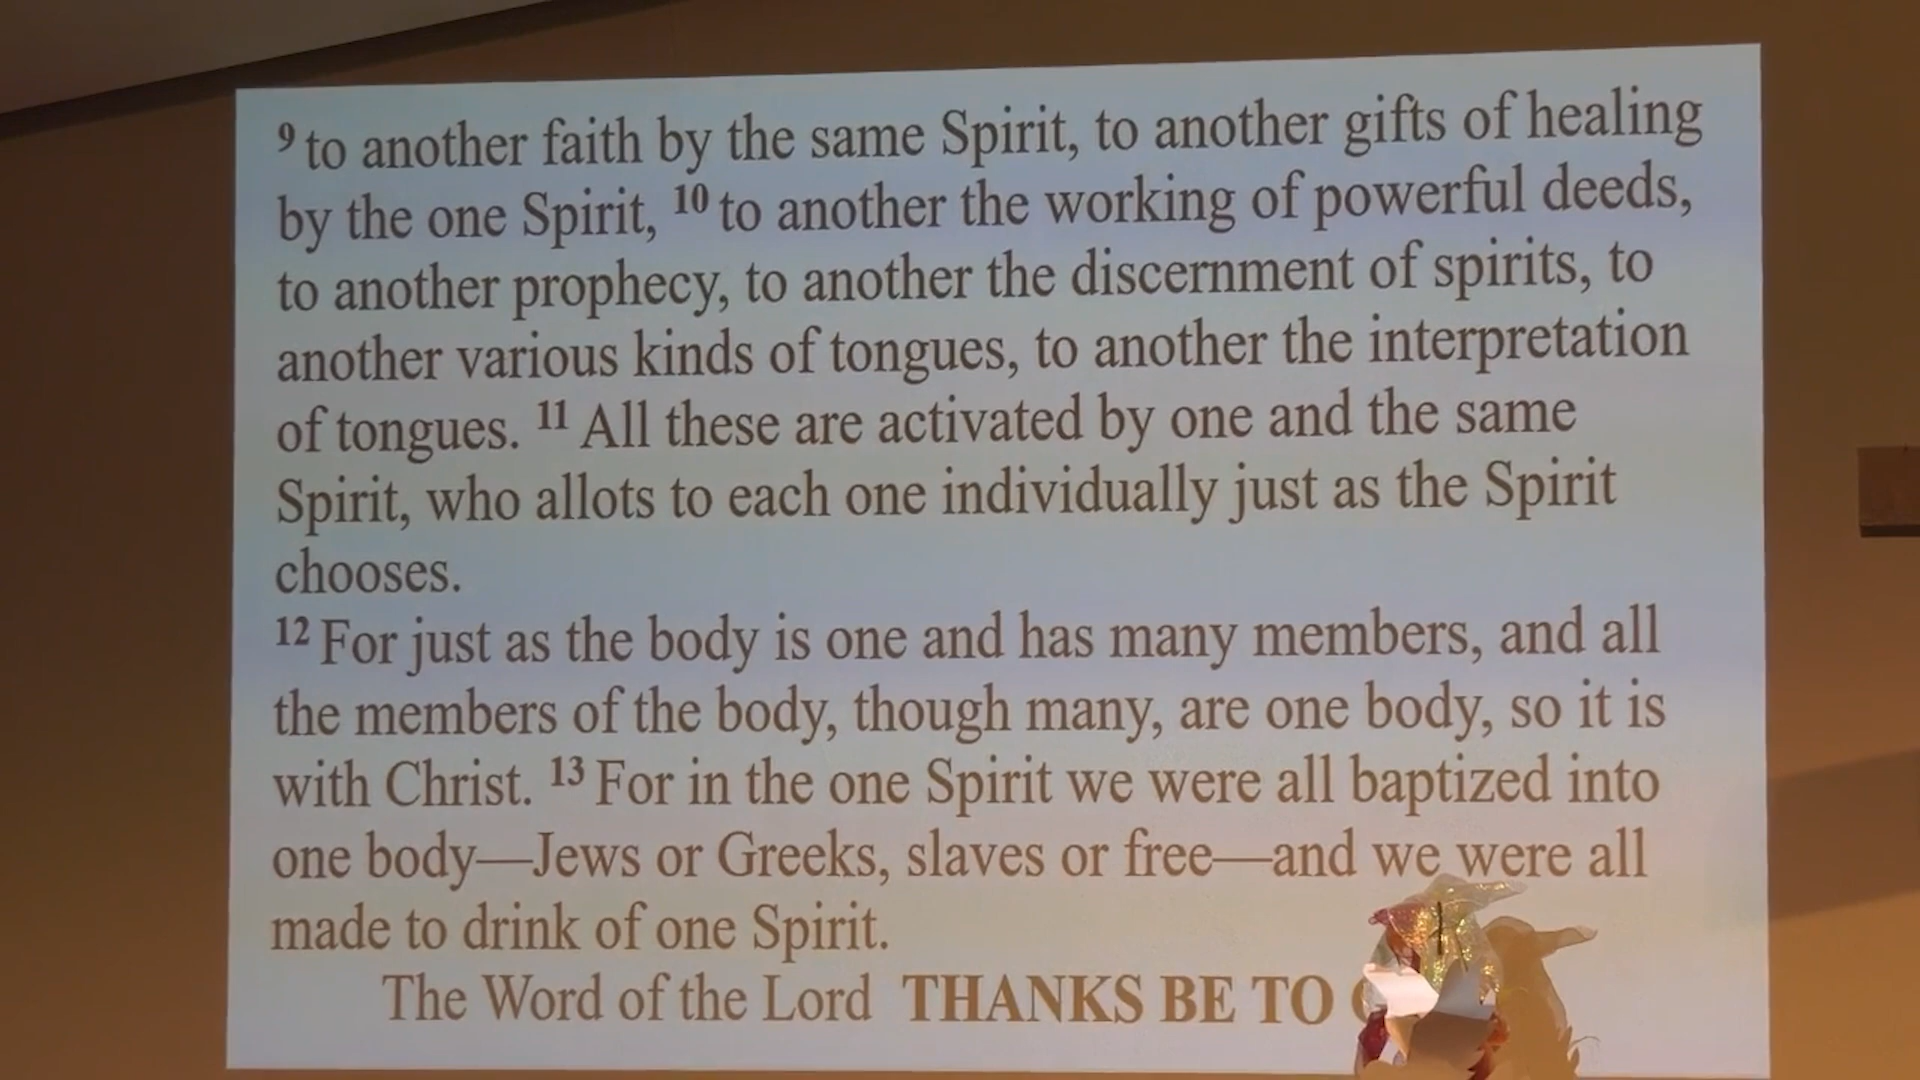 9 to another faith by the same Spirit, to another gifts of healing
by the one Spirit, 10 to another the working of powerful deeds,
to another prophecy, to another the discernment of spirits, to
another various kinds of tongues, to another the interpretation
of tongues. 11 All these are activated by one and the same
Spirit, who allots to each one individually just as the Spirit
chooses.
12 For just as the body is one and has many members, and all
the members of the body, though many, are one body, so it is
with Christ. 13 For in the one Spirit we were all baptized into
one body—Jews or Greeks, slaves or free—and we were all
made to drink of one Spirit.
The Word of the Lord THANKS BE TO